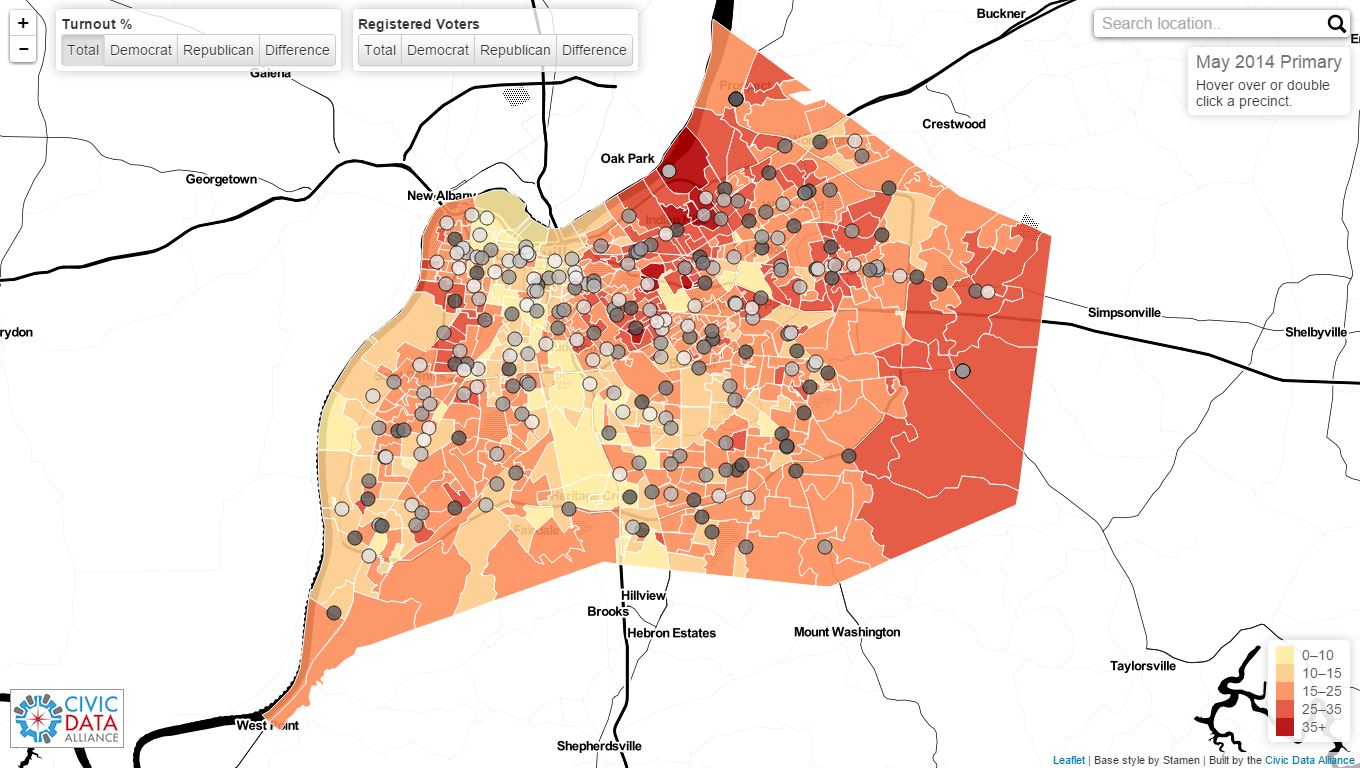 +
−
Turnout %
Total Democrat Republican Difference
Registered Voters
Total Democrat Republican Difference
Search location..
May 2014 Primary
Hover over or double
click a precinct.
Buckner
Galena
Crestwood
Oak Park
Georgetown
New Albany
Simpsonville
Shelbyville
rydon
Heritage Creek
Fairdale
Hillview
Brooks
Hebron Estates
Mount Washington
Taylorsville
West Point
Shepherdsville
0–10
10–15
15–25
25–35
35+
CIVIC
DATA
ALLIANCE
Leaflet | Base style by Stamen | Built by the Civic Data Alliance